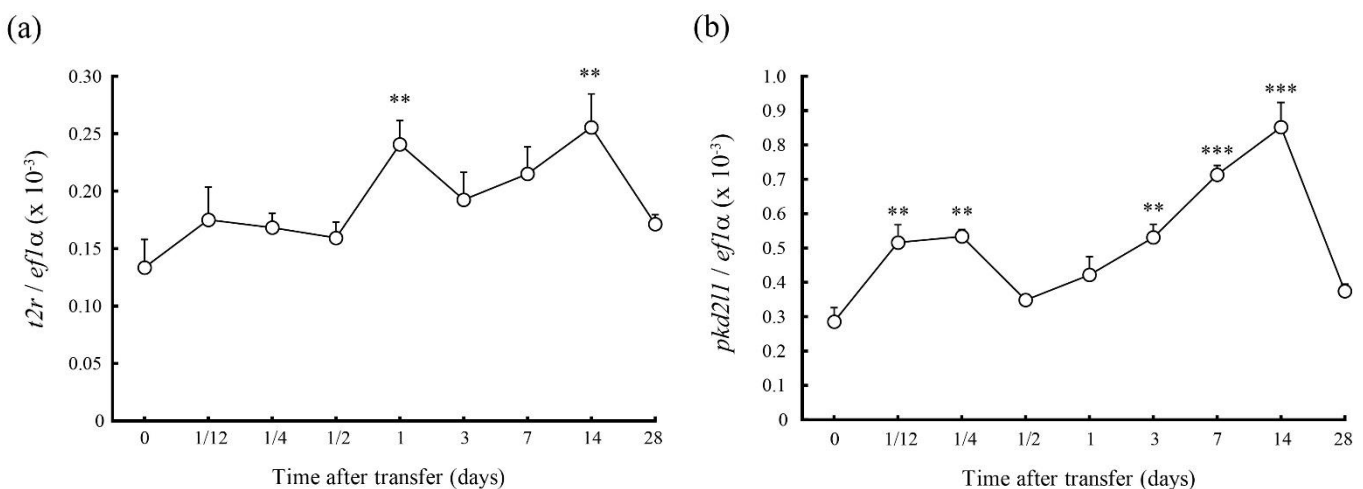 (a)
t2r / ef1α (x 10⁻³)
0.30
0.25
0.20
0.15
0.10
0.05
0
**
**
0 1/12 1/4 1/2 1 3 7 14 28
Time after transfer (days)
(b)
pkd2l1 / ef1α (x 10⁻³)
1.0
0.9
0.8
0.7
0.6
0.5
0.4
0.3
0.2
0.1
0
** ** ** *** ***
0 1/12 1/4 1/2 1 3 7 14 28
Time after transfer (days)